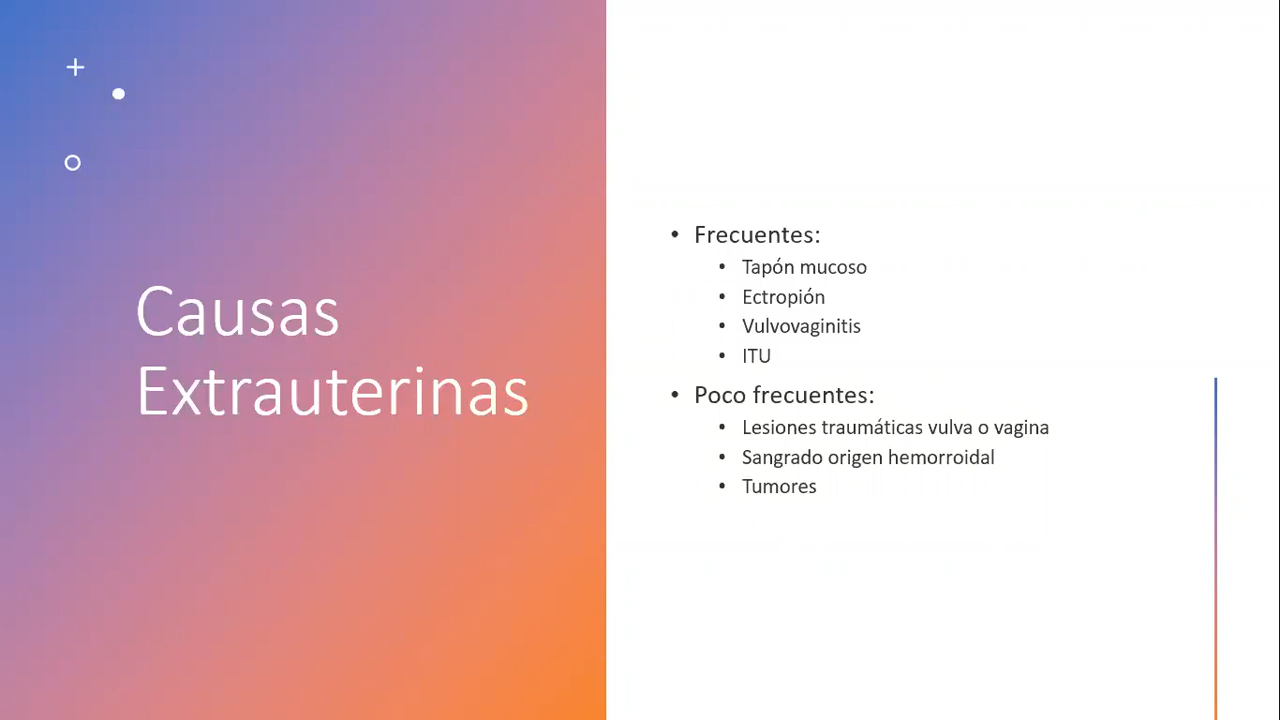 Causas
Extrauterinas
• Frecuentes:
• Tapón mucoso
• Ectropión
• Vulvovaginitis
• ITU
• Poco frecuentes:
• Lesiones traumáticas vulva o vagina
• Sangrado origen hemorroidal
• Tumores